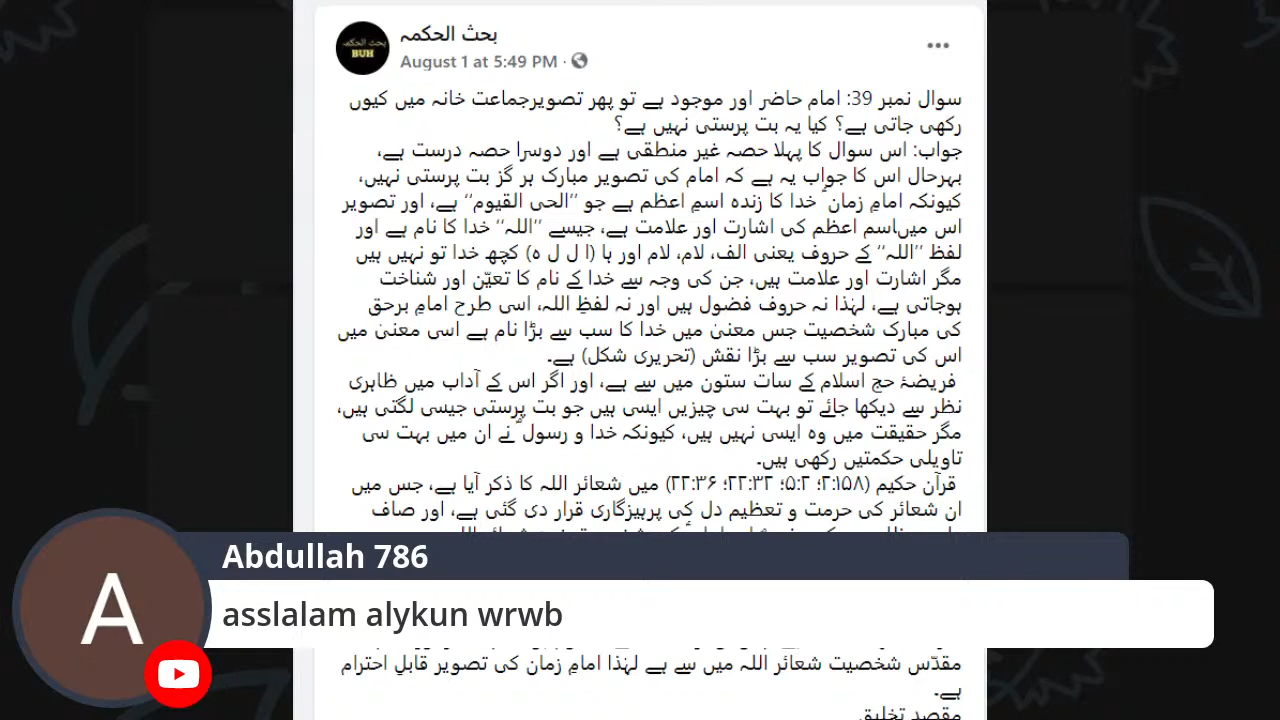 بحث الحکمہ
August 1 at 5:49 PM ·
بحث الحکمہ
BUH
سوال نمبر 39: امام حاضر اور موجود ہے تو پھر تصویرجماعت خانہ میں کیوں
رکھی جاتی ہے؟ کیا یہ بت پرستی نہیں ہے؟
جواب: اس سوال کا پہلا حصہ غیر منطقی ہے اور دوسرا حصہ درست ہے،
بہرحال اس کا جواب یہ ہے کہ امام کی تصویر مبارک ہر گز بت پرستی نہیں،
کیونکہ امامِ زمانؑ خدا کا زندہ اسمِ اعظم ہے جو ’’الحی القیوم‘‘ ہے، اور تصویر
اس میںاسم اعظم کی اشارت اور علامت ہے، جیسے ’’اللہ‘‘ خدا کا نام ہے اور
لفظ ’’اللہ‘‘ کے حروف یعنی الف، لام، لام اور ہا (ا ل ل ہ) کچھ خدا تو نہیں ہیں
مگر اشارت اور علامت ہیں، جن کی وجہ سے خدا کے نام کا تعیّن اور شناخت
ہوجاتی ہے، لہٰذا نہ حروف فضول ہیں اور نہ لفظِ اللہ، اسی طرح امامِ برحق
کی مبارک شخصیت جس معنیٰ میں خدا کا سب سے بڑا نام ہے اسی معنیٰ میں
اس کی تصویر سب سے بڑا نقش (تحریری شکل) ہے۔
فریضۂ حج اسلام کے سات ستون میں سے ہے، اور اگر اس کے آداب میں ظاہری
نظر سے دیکھا جائے تو بہت سی چیزیں ایسی ہیں جو بت پرستی جیسی لگتی ہیں،
مگر حقیقت میں وہ ایسی نہیں ہیں، کیونکہ خدا و رسولؐ نے ان میں بہت سی
تاویلی حکمتیں رکھی ہیں۔
قرآن حکیم (۲:۱۵۸؛ ۵:۲؛ ۲۲:۳۲؛ ۲۲:۳۶) میں شعائر اللہ کا ذکر آیا ہے، جس میں
ان شعائر کی حرمت و تعظیم دل کی پرہیزگاری قرار دی گئی ہے، اور صاف
Abdullah 786
A
asslalam alykun wrwb
مقدّس شخصیت شعائر اللہ میں سے ہے لہٰذا امامِ زمان کی تصویر قابلِ احترام
ہے۔
مقصدِ تخلیق